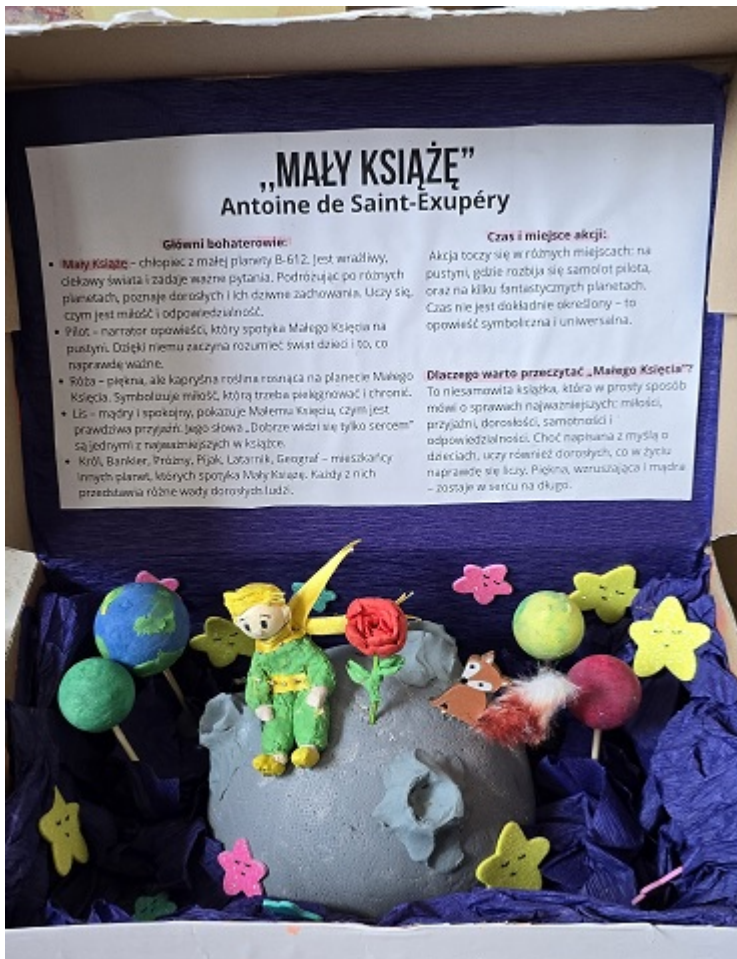 „MAŁY KSIĄŻĘ”
Antoine de Saint-Exupéry
Główni bohaterowie:
• Mały Książę – chłopiec z małej planety B-612. Jest wrażliwy,
ciekawy świata i zadaje ważne pytania. Podróżując po różnych
planetach, poznaje dorosłych i ich dziwne zachowania. Uczy się,
czym jest miłość i odpowiedzialność.
• Pilot – narrator opowieści, który spotyka Małego Księcia na
pustyni. Dzięki niemu zaczyna rozumieć świat dzieci i to, co
naprawdę ważne.
• Róża – piękna, ale kapryśna roślina rosnąca na planecie Małego
Księcia. Symbolizuje miłość, którą trzeba pielęgnować i chronić.
• Lis – mądry i spokojny, pokazuje Małemu Księciu, czym jest
prawdziwa przyjaźń. Jego słowa „Dobrze widzi się tylko sercem”
są jednymi z najważniejszych w książce.
• Król, Bankier, Próżny, Pijak, Latarnik, Geograf – mieszkańcy
innych planet, których spotyka Mały Książę. Każdy z nich
przedstawia różne wady dorosłych ludzi.
Czas i miejsce akcji:
Akcja toczy się w różnych miejscach: na
pustyni, gdzie rozbija się samolot pilota,
oraz na kilku fantastycznych planetach.
Czas nie jest dokładnie określony – to
opowieść symboliczna i uniwersalna.
Dlaczego warto przeczytać „Małego Księcia”?
To niesamowita książka, która w prosty sposób
mówi o sprawach najważniejszych: miłości,
przyjaźni, dorosłości, samotności i
odpowiedzialności. Choć napisana z myślą o
dzieciach, uczy również dorosłych, co w życiu
naprawdę się liczy. Piękna, wzruszająca i mądra
– zostaje w sercu na długo.